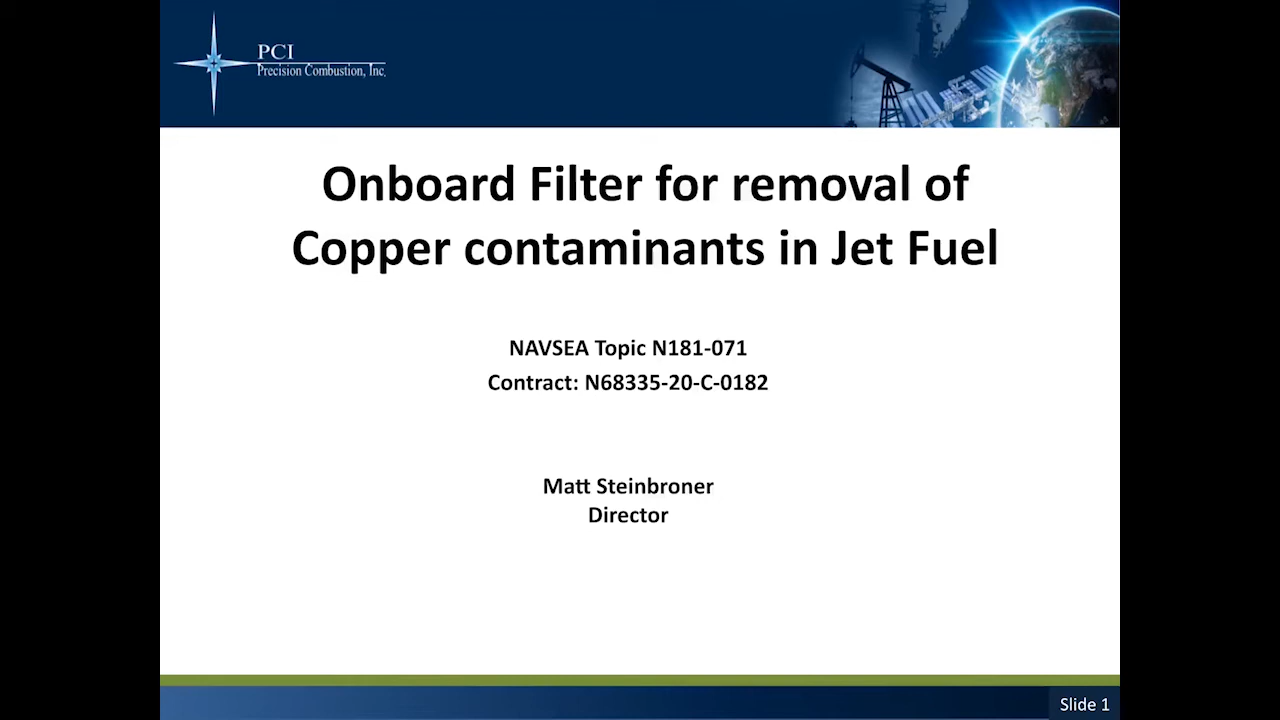 PCI
Precision Combustion, Inc.
Onboard Filter for removal of
Copper contaminants in Jet Fuel
NAVSEA Topic N181-071
Contract: N68335-20-C-0182
Matt Steinbroner
Director
Slide 1